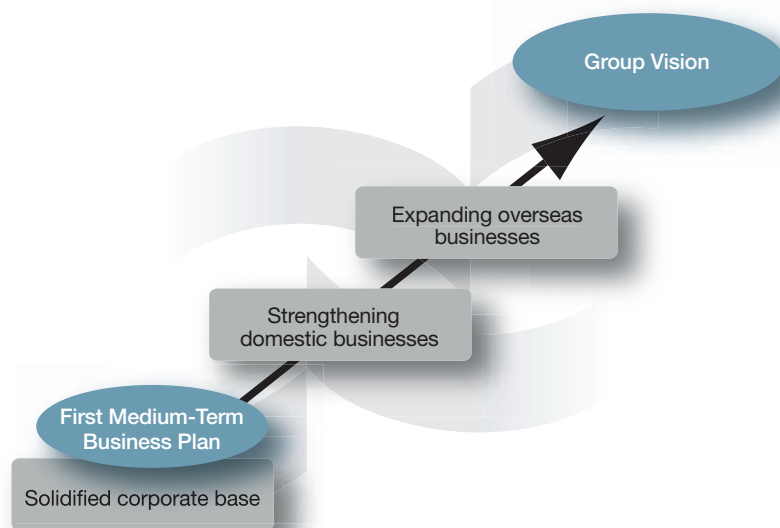 Group Vision
Expanding overseas
businesses
Strengthening
domestic businesses
First Medium-Term
Business Plan
Solidified corporate base